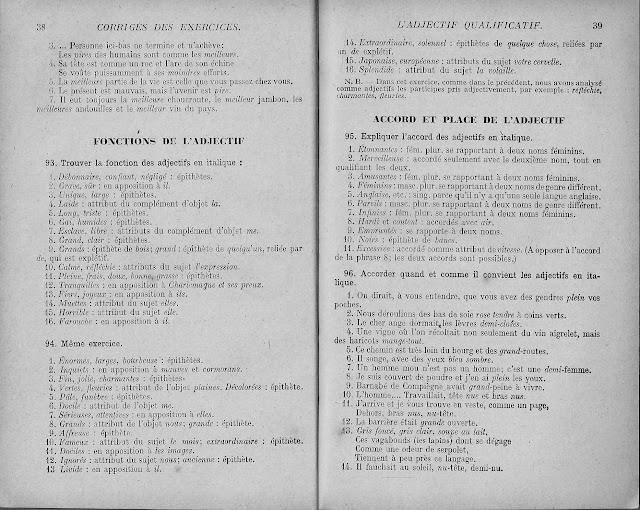 38 CORRIGÉS DES EXERCICES.
3. ... Personne ici-bas ne termine et n'achève:
Les pires des humains sont comme les meilleurs.
4. Sa tête est comme un roc et l'arc de son échine
Se voûte puissamment à ses moindres efforts.
5. La meilleure partie de la vie est celle que vous passez chez vous.
6. Le présent est mauvais, mais l'avenir est pire.
7. Il eut toujours la meilleure choucroute, le meilleur jambon, les
meilleures andouilles et le meilleur vin du pays.
FONCTIONS DE L'ADJECTIF
93. Trouver la fonction des adjectifs en italique :
1. Débonnaire, confiant, négligé : épithètes.
2. Grave, sûr : en apposition à il.
3. Unique, large : épithètes.
4. Laide : attribut du complément d'objet la.
5. Long, triste : épithètes.
6. Gai, humides : épithètes.
7. Esclave, libre : attributs du complément d'objet me.
8. Grand, clair : épithètes.
9. Grands : épithète de bois; grand : épithète de quelqu'un, reliée par
de, qui est explétif.
10. Calme, réfléchie : attributs du sujet l'expression.
11. Pleine, frais, doux, bonne, grasse : épithètes.
12. Tranquilles : en apposition à Charlemagne et ses preux.
13. Fiers, joyeux : en apposition à ils.
14. Muettes : attribut du sujet elles.
15. Horrible : attribut du sujet elle.
16. Farouche : en apposition à il.
94. Même exercice.
1. Énormes, larges, bourbeuse : épithètes.
2. Inquiets : en apposition à mauves et cormorans.
3. Fin, jolie, charmantes : épithètes.
4. Vertes, fleuries : attribut de l'objet plaines. Décolorées : épithète.
5. Pâle, funèbre : épithètes.
6. Docile : attribut de l'objet me.
7. Sérieuses, attentives : en apposition à elles.
8. Grands : attribut de l'objet nous; grande : épithète.
9. Affreuse : épithète.
10. Fameux : attribut du sujet le mois; extraordinaire : épithète.
11. Dociles : en apposition à les images.
12. Ignorés : attribut du sujet nous; ancienne : épithète.
13. Livide : en apposition à il.
L'ADJECTIF QUALIFICATIF. 39
14. Extraordinaire, solennel : épithètes de quelque chose, reliées par
un de explétif.
15. Japonaise, européenne : attributs du sujet votre cervelle.
16. Splendide : attribut du sujet la volaille.
N. B. Dans cet exercice, comme dans le précédent, nous avons analysé
comme adjectifs les participes pris adjectivement, par exemple : réfléchie,
charmantes, fleuries.
ACCORD ET PLACE DE L'ADJECTIF
95. Expliquer l'accord des adjectifs en italique.
1. Étonnantes : fém. plur. se rapportant à deux noms féminins.
2. Merveilleuse : accordé seulement avec le deuxième nom, tout en
qualifiant les deux.
3. Amusantes : fém. plur. se rapportant à deux noms féminins.
4. Féminins : masc. plur. se rapportant à deux noms de genre différent.
5. Anglaise, etc. : sing. parce qu'il n'y a qu'une seule langue anglaise.
6. Pareils : masc. plur. se rapportant à deux noms de genre différent.
7. Infinies : fém. plur. se rapportant à deux noms féminins.
8. Hardi et content : accordés avec air.
9. Empruntés : se rapporte à deux noms.
10. Noires : épithète de bancs.
11. Excessive : accordé comme attribut de vitesse. (A opposer à l'accord
de la phrase 8; les deux accords sont possibles.)
96. Accorder quand et comme il convient les adjectifs en ita-
lique.
1. On dirait, à vous entendre, que vous avez des gendres plein vos
poches.
2. Nous déroulions des bas de soie rose tendre à coins verts.
3. Le cher ange dormait, les lèvres demi-closes.
4. Une vigne où l'on récoltait non seulement du vin aigrelet, mais
des haricots mange-tout.
5. Ce chemin est très loin du bourg et des grand-routes.
6. Il songe, avec des yeux bleu sombre.
7. Un homme mou n'est pas un homme; c'est une demi-femme.
8. Je suis couvert de poudre et j'en ai plein les yeux.
9. Barnabé de Compiègne avait grand-peine à vivre.
10. L'homme,... Travaillait, tête nue et bras nus.
11. J'arrive et je vous trouve en veste, comme un page,
Dehors, bras nus, nu-tête.
12. La barrière était grande ouverte.
13. Gris foncé, gris clair, soupe au lait,
Ces vagabonds (les lapins) dont se dégage
Comme une odeur de serpolet,
Tiennent à peu près ce langage.
14. Il fauchait au soleil, nu-tête, demi-nu.